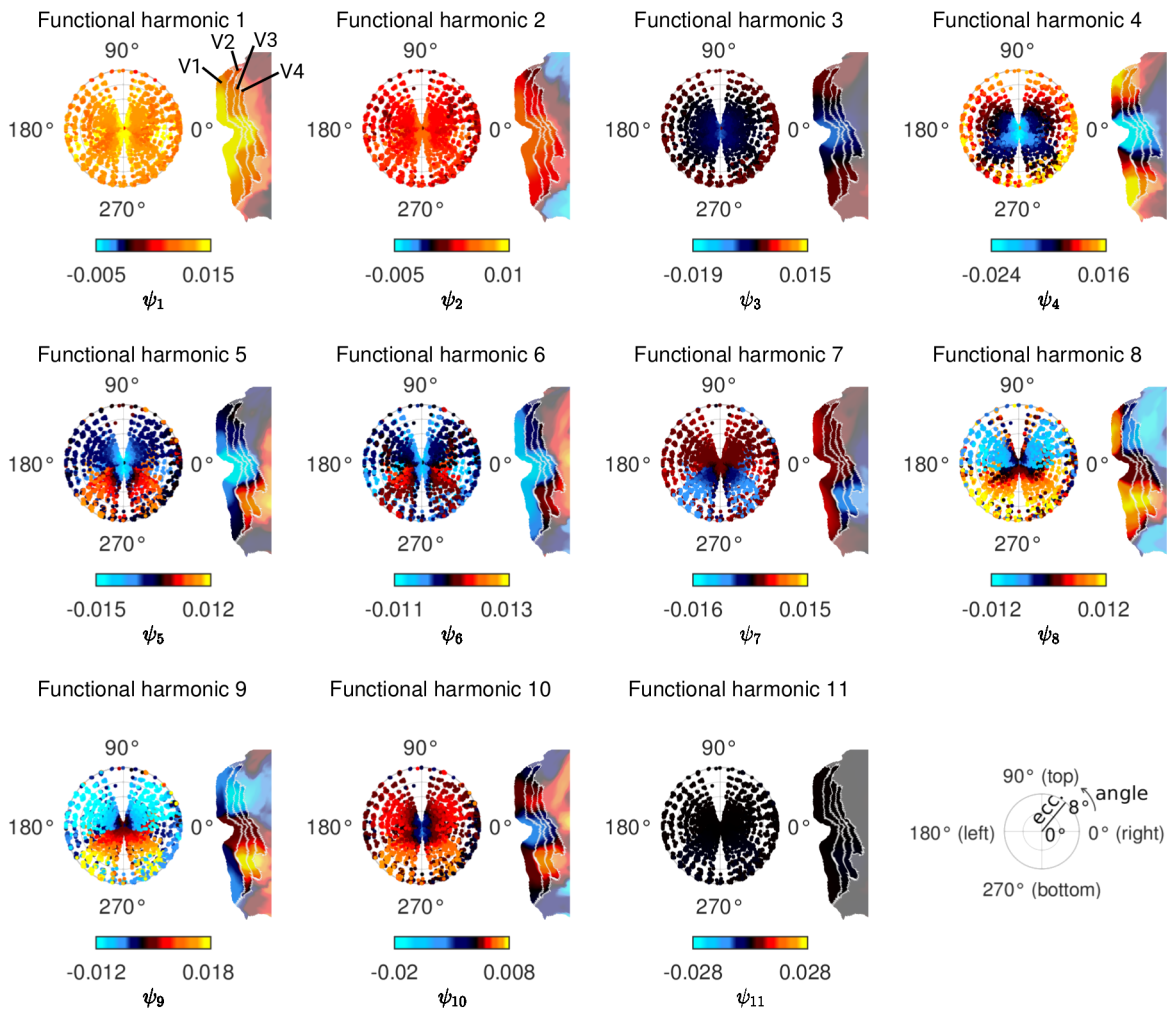 Functional harmonic 1 Functional harmonic 2 Functional harmonic 3 Functional harmonic 4
V2 V3
90° 90° 90° 90°
V1 V4
180° 0° 180° 0° 180° 0° 180° 0°
270° 270° 270° 270°
-0.005 0.015 -0.005 0.01 -0.019 0.015 -0.024 0.016
ψ₁ ψ₂ ψ₃ ψ₄
Functional harmonic 5 Functional harmonic 6 Functional harmonic 7 Functional harmonic 8
90° 90° 90° 90°
180° 0° 180° 0° 180° 0° 180° 0°
270° 270° 270° 270°
-0.015 0.012 -0.011 0.013 -0.016 0.015 -0.012 0.012
ψ₅ ψ₆ ψ₇ ψ₈
Functional harmonic 9 Functional harmonic 10 Functional harmonic 11
90° 90° 90° 90° (top)
angle
ecc. 8°
180° 0° 180° 0° 180° 0° 180° (left) 0° 0° (right)
270° 270° 270° 270° (bottom)
-0.012 0.018 -0.02 0.008 -0.028 0.028
ψ₉ ψ₁₀ ψ₁₁